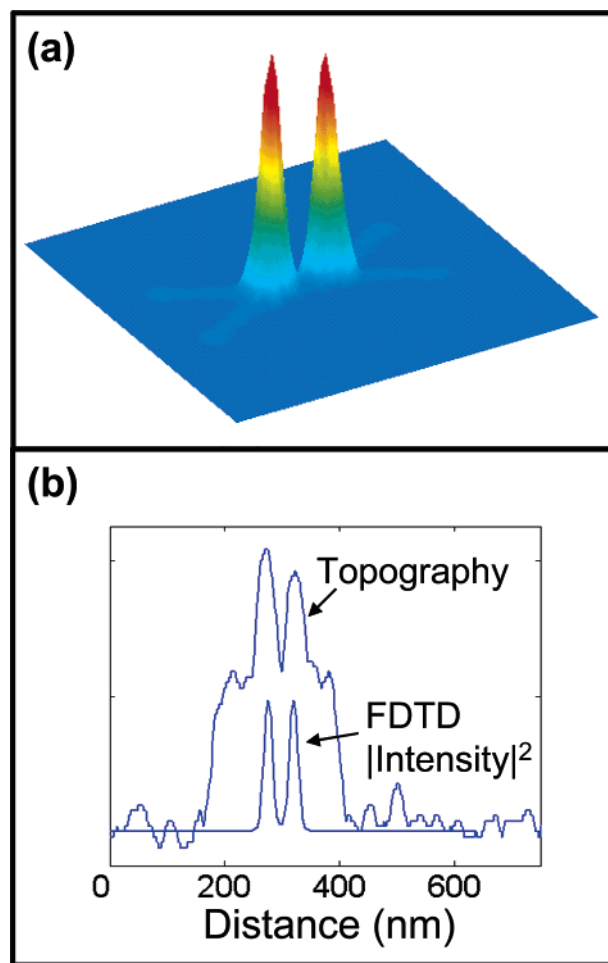 (a)
(b)
Topography
FDTD
|Intensity|²
0 200 400 600
Distance (nm)